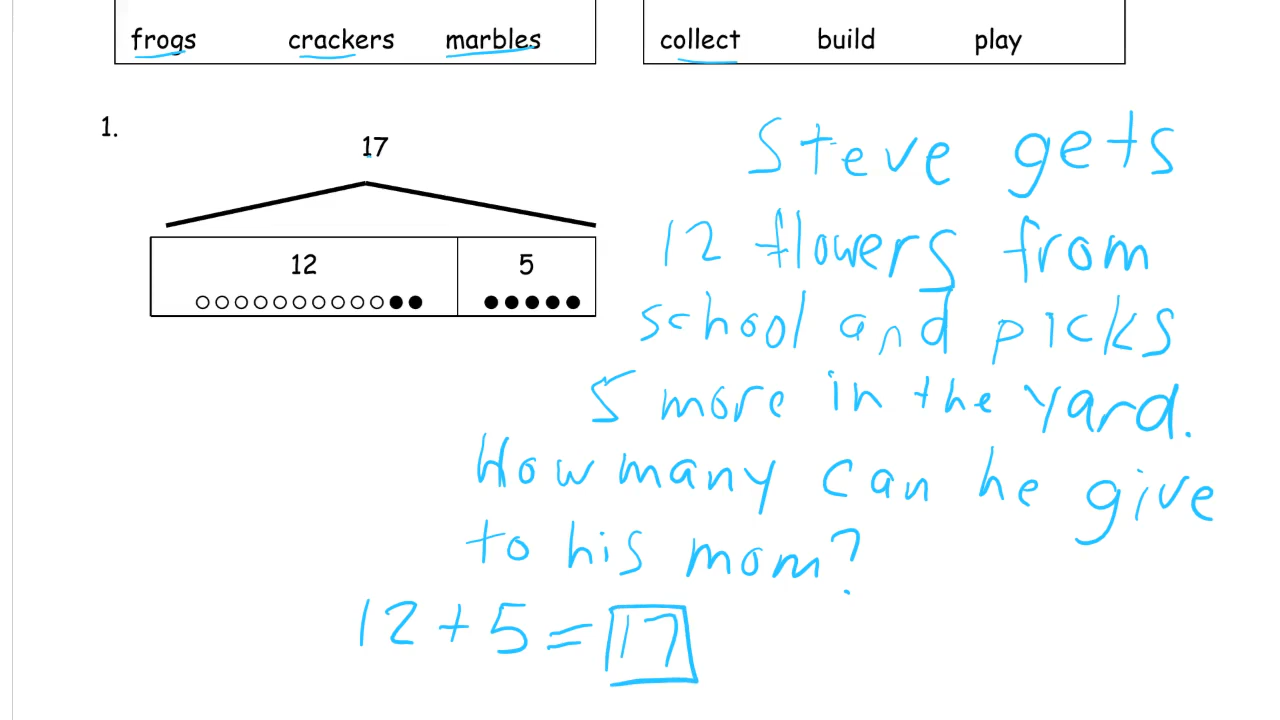 frogs crackers marbles collect build play
1.
17
12 5
Steve gets
12 flowers from
school and picks
5 more in the yard.
How many can he give
to his mom?
12 + 5 = 17